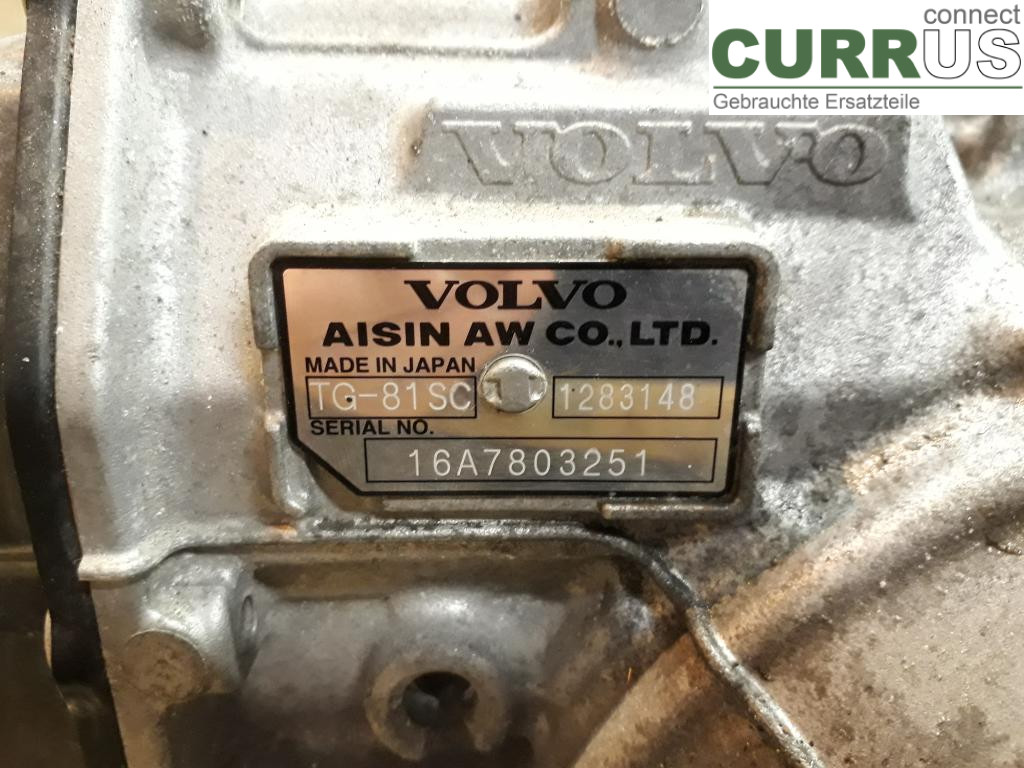 connect
CURRUS
Gebrauchte Ersatzteile
VOLVO
VOLVO
AISIN AW CO., LTD.
MADE IN JAPAN
TG-81SC 1283148
SERIAL NO.
16A7803251